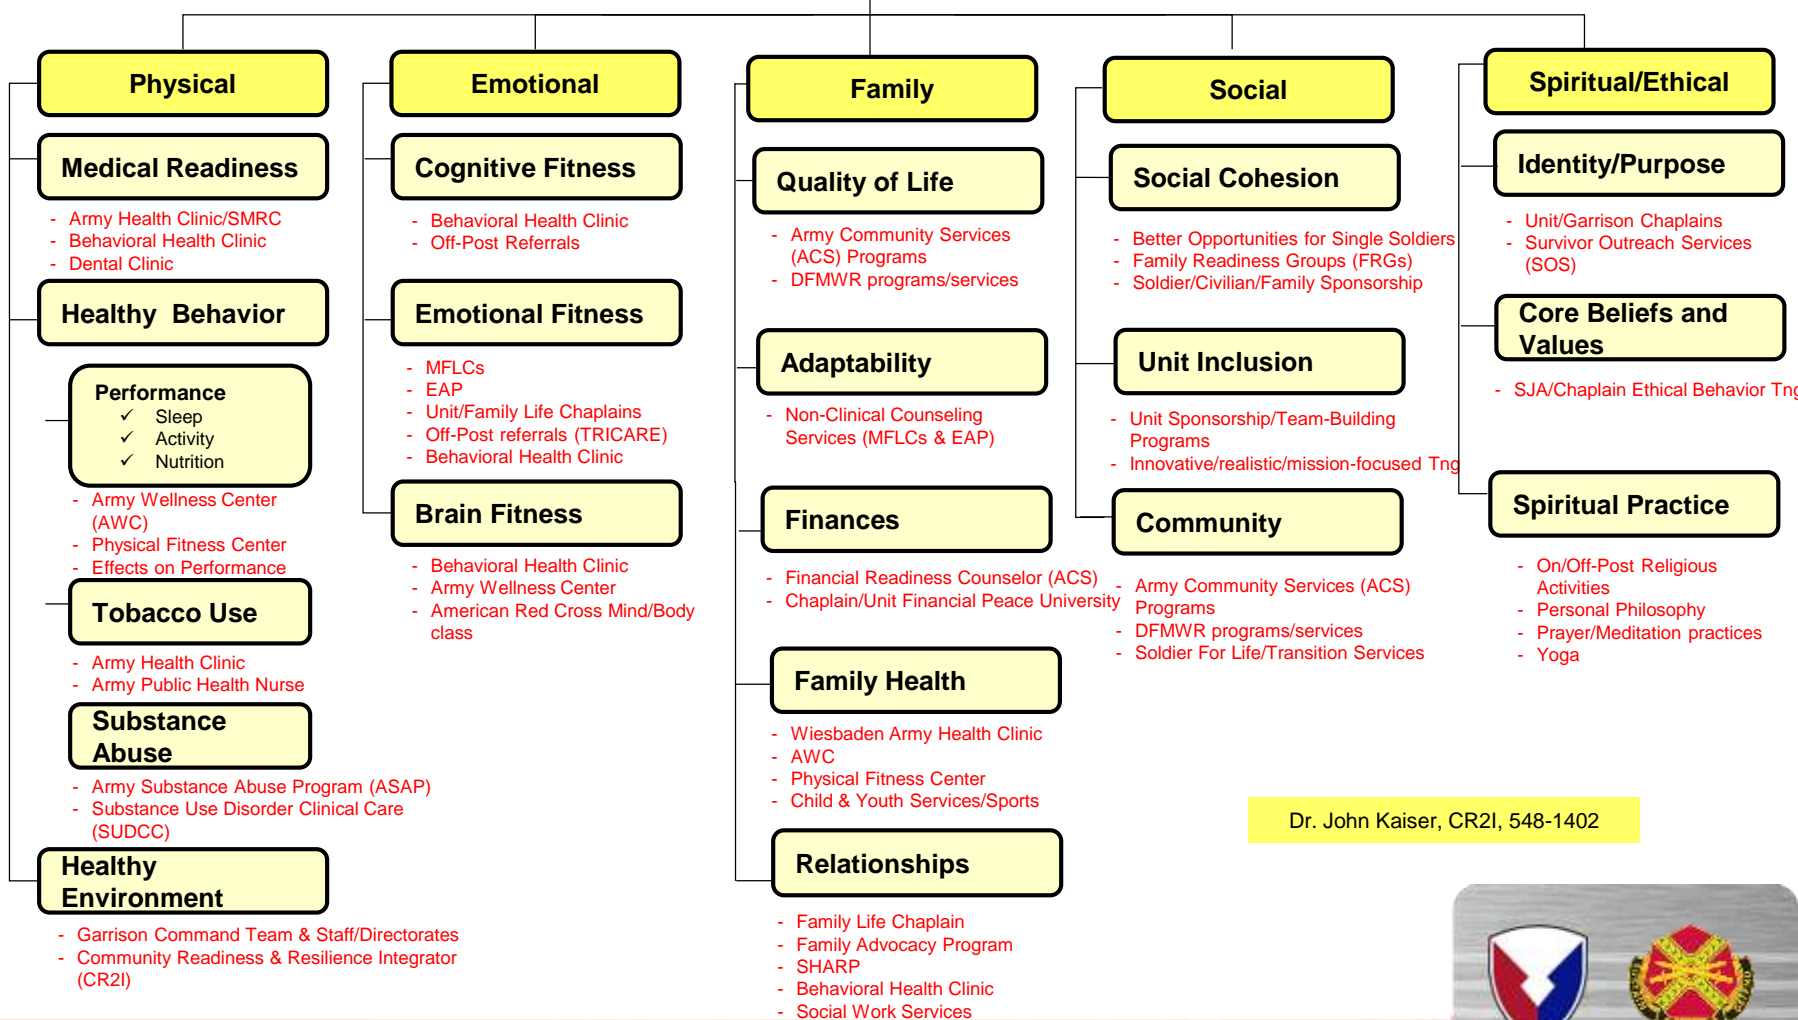 Physical
Medical Readiness
- Army Health Clinic/SMRC
- Behavioral Health Clinic
- Dental Clinic
Healthy Behavior
Performance
✓ Sleep
✓ Activity
✓ Nutrition
- Army Wellness Center
(AWC)
- Physical Fitness Center
- Effects on Performance
Tobacco Use
- Army Health Clinic
- Army Public Health Nurse
Substance
Abuse
- Army Substance Abuse Program (ASAP)
- Substance Use Disorder Clinical Care
(SUDCC)
Healthy
Environment
- Garrison Command Team & Staff/Directorates
- Community Readiness & Resilience Integrator
(CR2I)
Emotional
Cognitive Fitness
- Behavioral Health Clinic
- Off-Post Referrals
Emotional Fitness
- MFLCs
- EAP
- Unit/Family Life Chaplains
- Off-Post referrals (TRICARE)
- Behavioral Health Clinic
Brain Fitness
- Behavioral Health Clinic
- Army Wellness Center
- American Red Cross Mind/Body
class
Family
Quality of Life
- Army Community Services
(ACS) Programs
- DFMWR programs/services
Adaptability
- Non-Clinical Counseling
Services (MFLCs & EAP)
Finances
- Financial Readiness Counselor (ACS)
- Chaplain/Unit Financial Peace University
Family Health
- Wiesbaden Army Health Clinic
- AWC
- Physical Fitness Center
- Child & Youth Services/Sports
Relationships
- Family Life Chaplain
- Family Advocacy Program
- SHARP
- Behavioral Health Clinic
- Social Work Services
Social
Social Cohesion
- Better Opportunities for Single Soldiers
- Family Readiness Groups (FRGs)
- Soldier/Civilian/Family Sponsorship
Unit Inclusion
- Unit Sponsorship/Team-Building
Programs
- Innovative/realistic/mission-focused Tng
Community
- Army Community Services (ACS)
Programs
- DFMWR programs/services
- Soldier For Life/Transition Services
Spiritual/Ethical
Identity/Purpose
- Unit/Garrison Chaplains
- Survivor Outreach Services
(SOS)
Core Beliefs and
Values
- SJA/Chaplain Ethical Behavior Tng
Spiritual Practice
- On/Off-Post Religious
Activities
- Personal Philosophy
- Prayer/Meditation practices
- Yoga
Dr. John Kaiser, CR2I, 548-1402